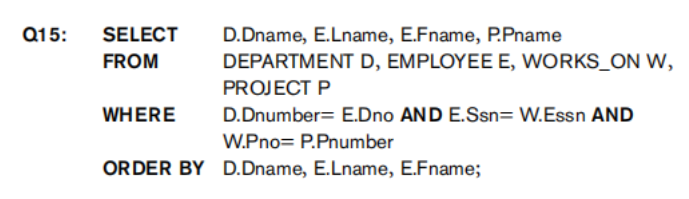 Q15: SELECT D.Dname, E.Lname, E.Fname, P.Pname
FROM DEPARTMENT D, EMPLOYEE E, WORKS_ON W,
PROJECT P
WHERE D.Dnumber= E.Dno AND E.Ssn= W.Essn AND
W.Pno= P.Pnumber
ORDER BY D.Dname, E.Lname, E.Fname;